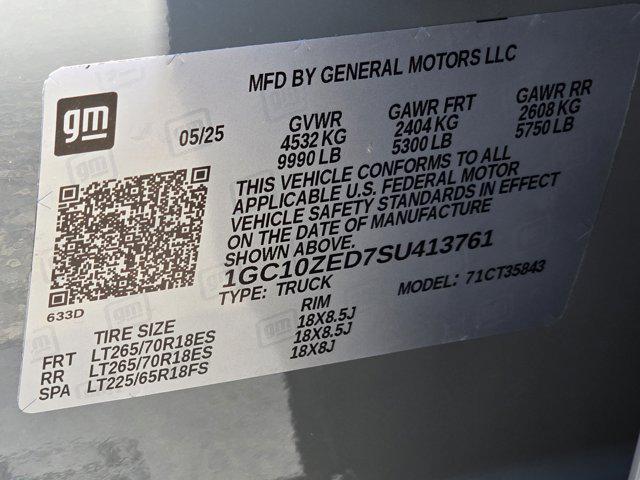 MFD BY GENERAL MOTORS LLC
gm
05/25
GVWR
4532 KG
9990 LB
GAWR FRT
2404 KG
5300 LB
GAWR RR
2608 KG
5750 LB
THIS VEHICLE CONFORMS TO ALL
APPLICABLE U.S. FEDERAL MOTOR
VEHICLE SAFETY STANDARDS IN EFFECT
ON THE DATE OF MANUFACTURE
SHOWN ABOVE.
1GC10ZED7SU413761
TYPE: TRUCK
MODEL: 71CT35843
633D
TIRE SIZE
RIM
FRT LT265/70R18ES 18X8.5J
RR LT265/70R18ES 18X8.5J
SPA LT225/65R18FS 18X8J